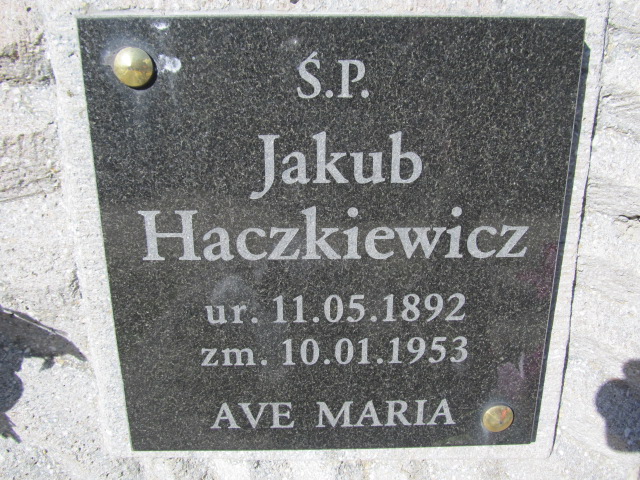 Ś.P.
Jakub
Haczkiewicz
ur. 11.05.1892
zm. 10.01.1953
AVE MARIA